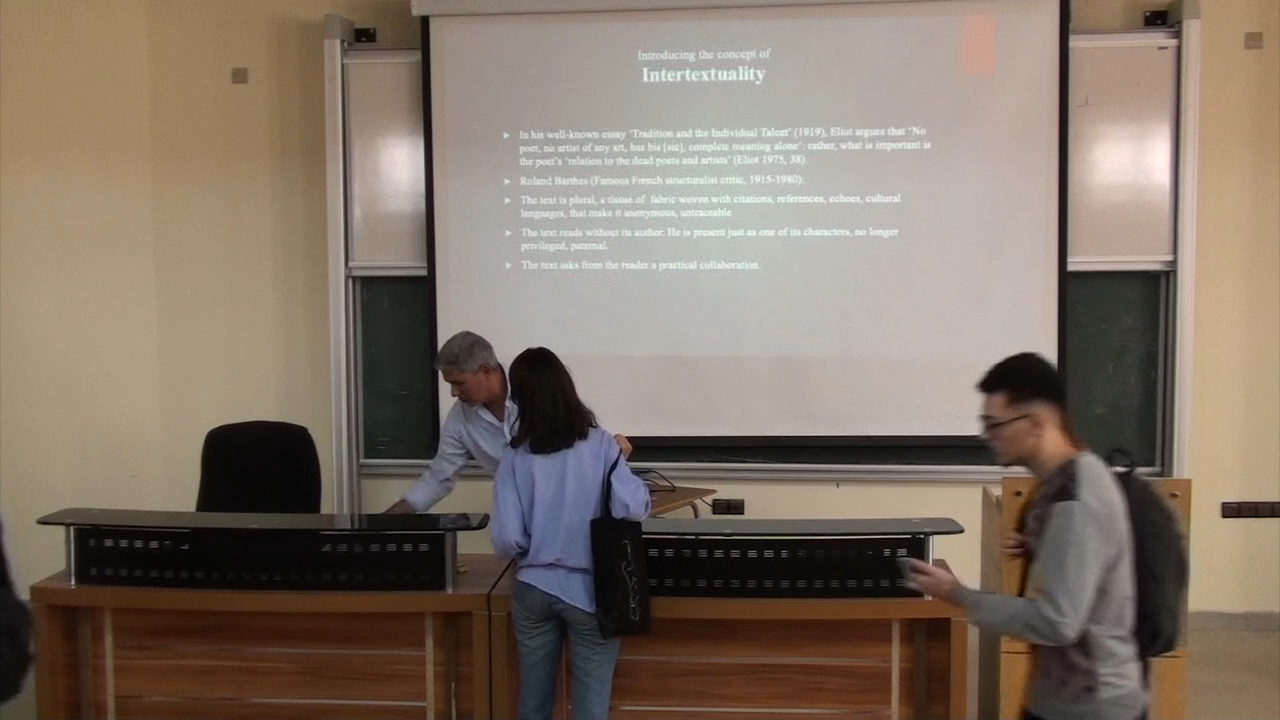 Introducing the concept of
Intertextuality
In his well-known essay 'Tradition and the Individual Talent' (1919), Eliot argues that 'No
poet, no artist of any art, has his [sic], complete meaning alone': rather, what is important is
the poet's 'relation to the dead poets and artists' (Eliot 1975, 38).
Roland Barthes (Famous French structuralist critic, 1915-1980):
The text is plural, a tissue of fabric woven with citations, references, echoes, cultural
languages, that make it anonymous, untraceable
The text reads without its author. He is present just as one of its characters, no longer
privileged, paternal.
The text asks from the reader a practical collaboration.